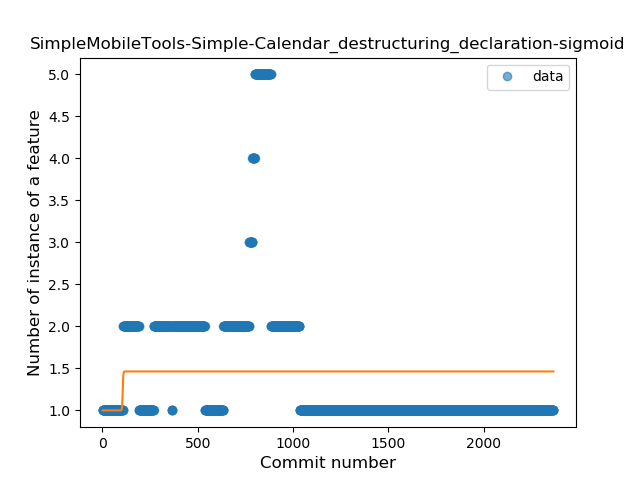 SimpleMobileTools-Simple-Calendar_destructuring_declaration-sigmoid
data
Number of instance of a feature
5.0
4.5
4.0
3.5
3.0
2.5
2.0
1.5
1.0
0 500 1000 1500 2000
Commit number